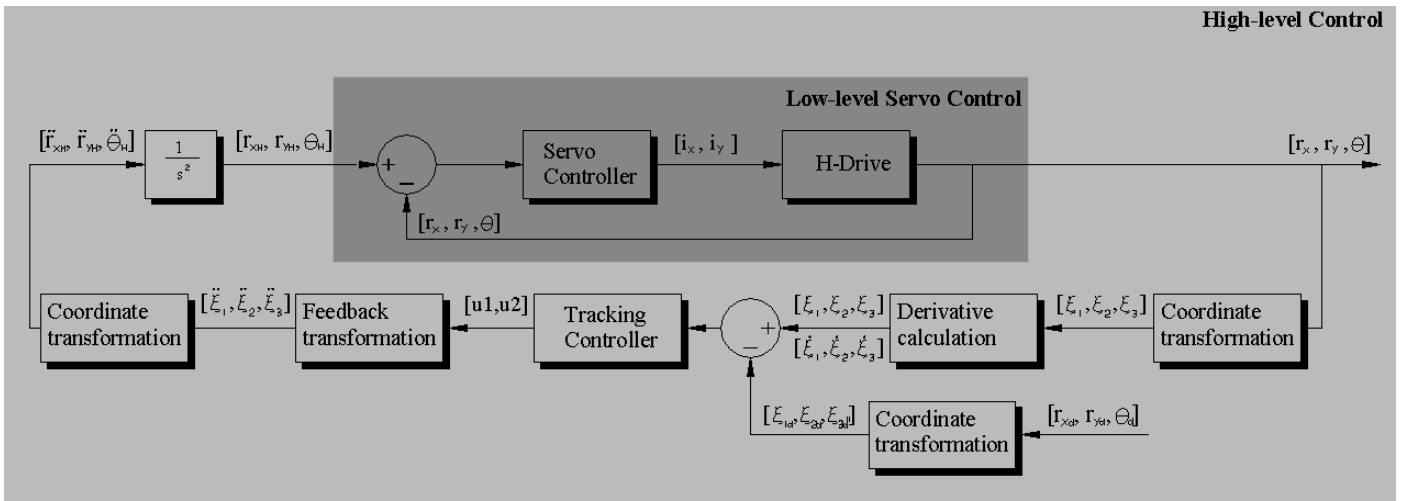 High-level Control
Low-level Servo Control
[r̈xH, r̈yH, θ̈H]
1
s²
[rxH, ryH, θH]
+
−
Servo
Controller
[ix, iy]
H-Drive
[rx, ry, θ]
[rx, ry, θ]
Coordinate
transformation
[ξ̈1, ξ̈2, ξ̈3]
Feedback
transformation
[u1,u2]
Tracking
Controller
+
−
[ξ1, ξ2, ξ3]
[ξ̇1, ξ̇2, ξ̇3]
Derivative
calculation
[ξ1, ξ2, ξ3]
Coordinate
transformation
[ξ1d, ξ2d, ξ3d]
Coordinate
transformation
[rxd, ryd, θd]